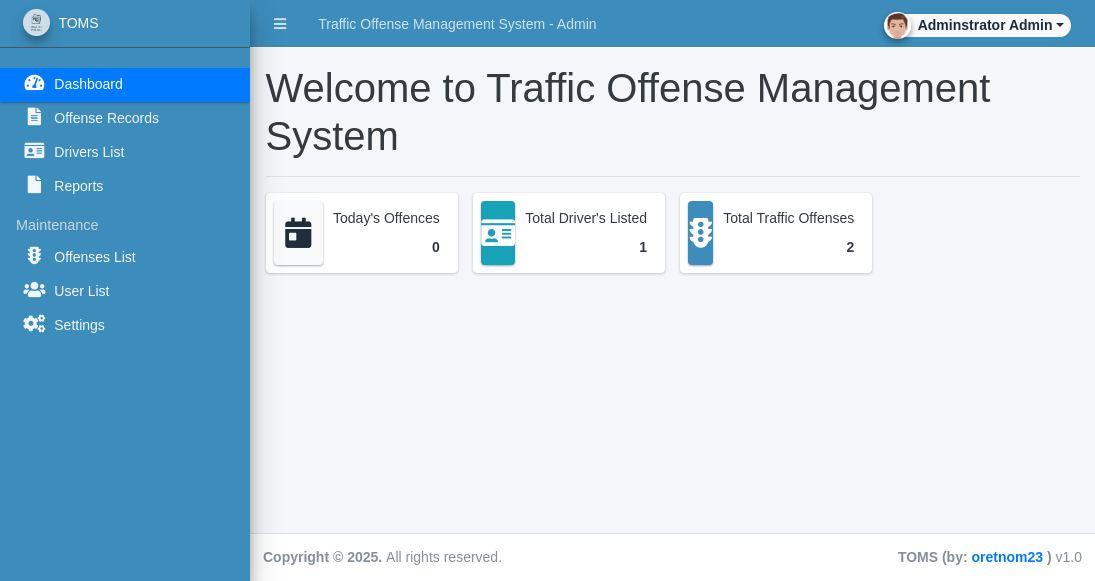 TOMS
Traffic Offense Management System - Admin
Adminstrator Admin
Dashboard
Offense Records
Drivers List
Reports
Maintenance
Offenses List
User List
Settings
Welcome to Traffic Offense Management
System
Today's Offences
0
Total Driver's Listed
1
Total Traffic Offenses
2
Copyright © 2025. All rights reserved.
TOMS (by: oretnom23 ) v1.0